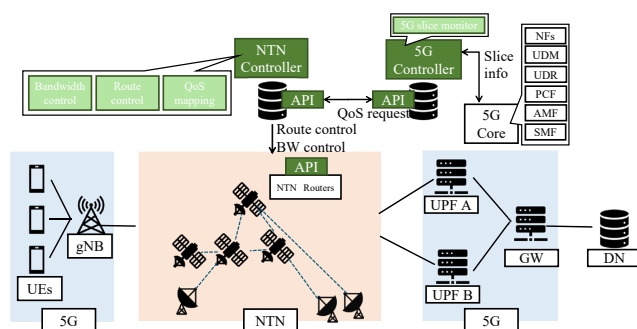 5G slice monitor
NTN
Controller
5G
Controller
Slice
info
NFs
UDM
UDR
PCF
AMF
SMF
Bandwidth
control
Route
control
QoS
mapping
API
API
QoS request
5G
Core
Route control
BW control
API
NTN Routers
UEs
gNB
UPF A
UPF B
GW
DN
5G
NTN
5G